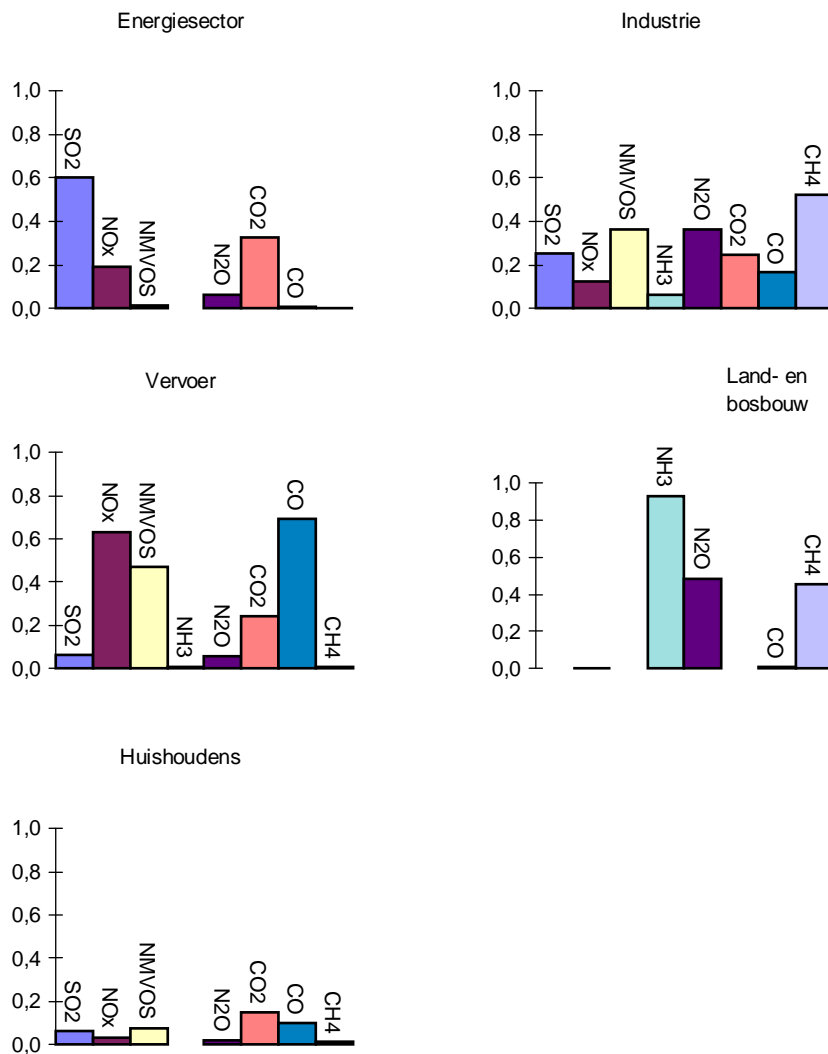 Energiesector
1,0
0,8
0,6
0,4
0,2
0,0
SO2
NOx
NMVOS
N2O
CO2
CO
Industrie
1,0
0,8
0,6
0,4
0,2
0,0
SO2
NOx
NMVOS
NH3
N2O
CO2
CO
CH4
Vervoer
1,0
0,8
0,6
0,4
0,2
0,0
SO2
NOx
NMVOS
NH3
N2O
CO2
CO
CH4
Land- en
bosbouw
1,0
0,8
0,6
0,4
0,2
0,0
NH3
N2O
CO
CH4
Huishoudens
1,0
0,8
0,6
0,4
0,2
0,0
SO2
NOx
NMVOS
N2O
CO2
CO
CH4